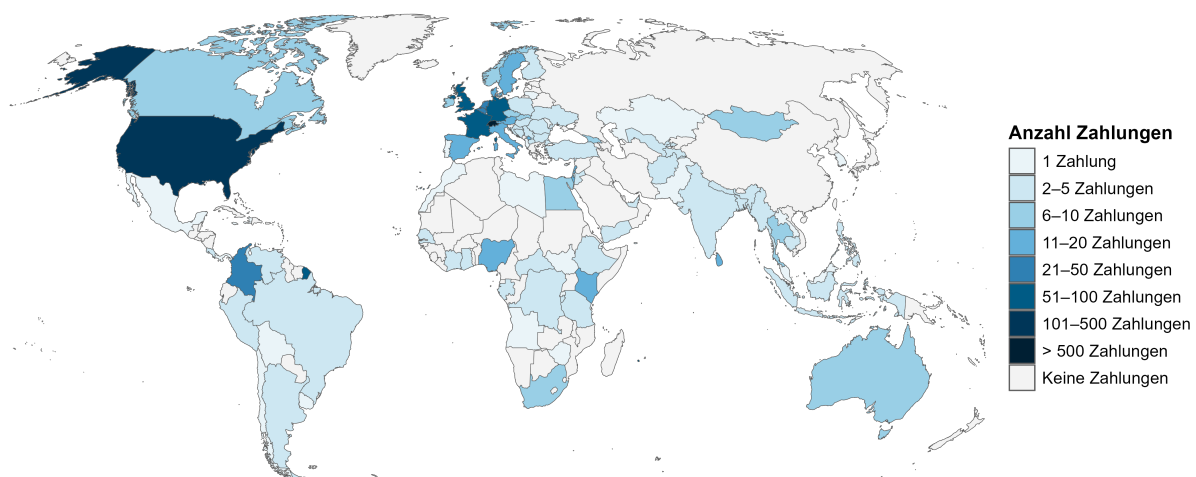 Anzahl Zahlungen
1 Zahlung
2–5 Zahlungen
6–10 Zahlungen
11–20 Zahlungen
21–50 Zahlungen
51–100 Zahlungen
101–500 Zahlungen
> 500 Zahlungen
Keine Zahlungen